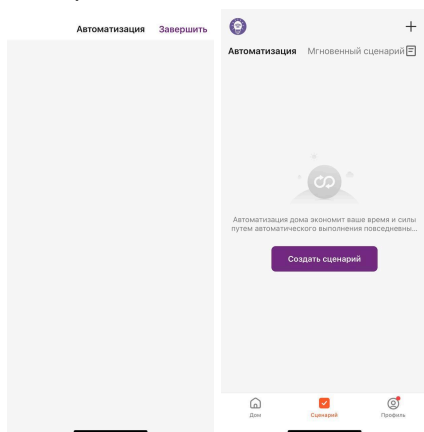 Автоматизация Завершить
Автоматизация Мгновенный сценарий
Автоматизация дома экономит ваше время и силы
путем автоматического выполнения повседневны...
Создать сценарий
Дом Сценарий Профиль